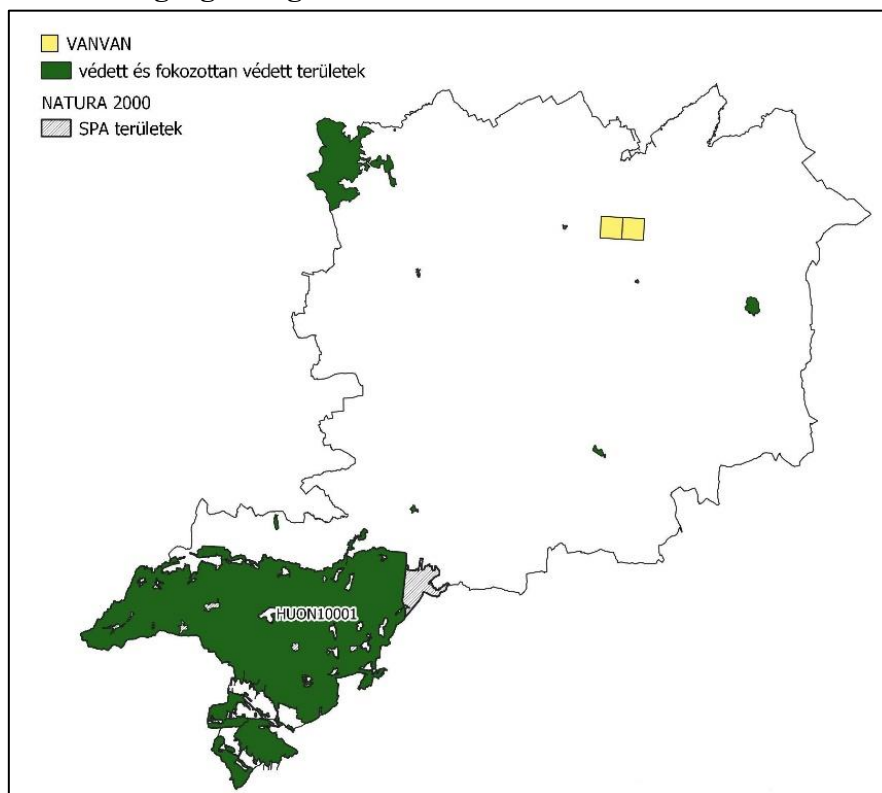 VANVAN
védett és fokozottan védett területek
NATURA 2000
SPA területek
HUON10001